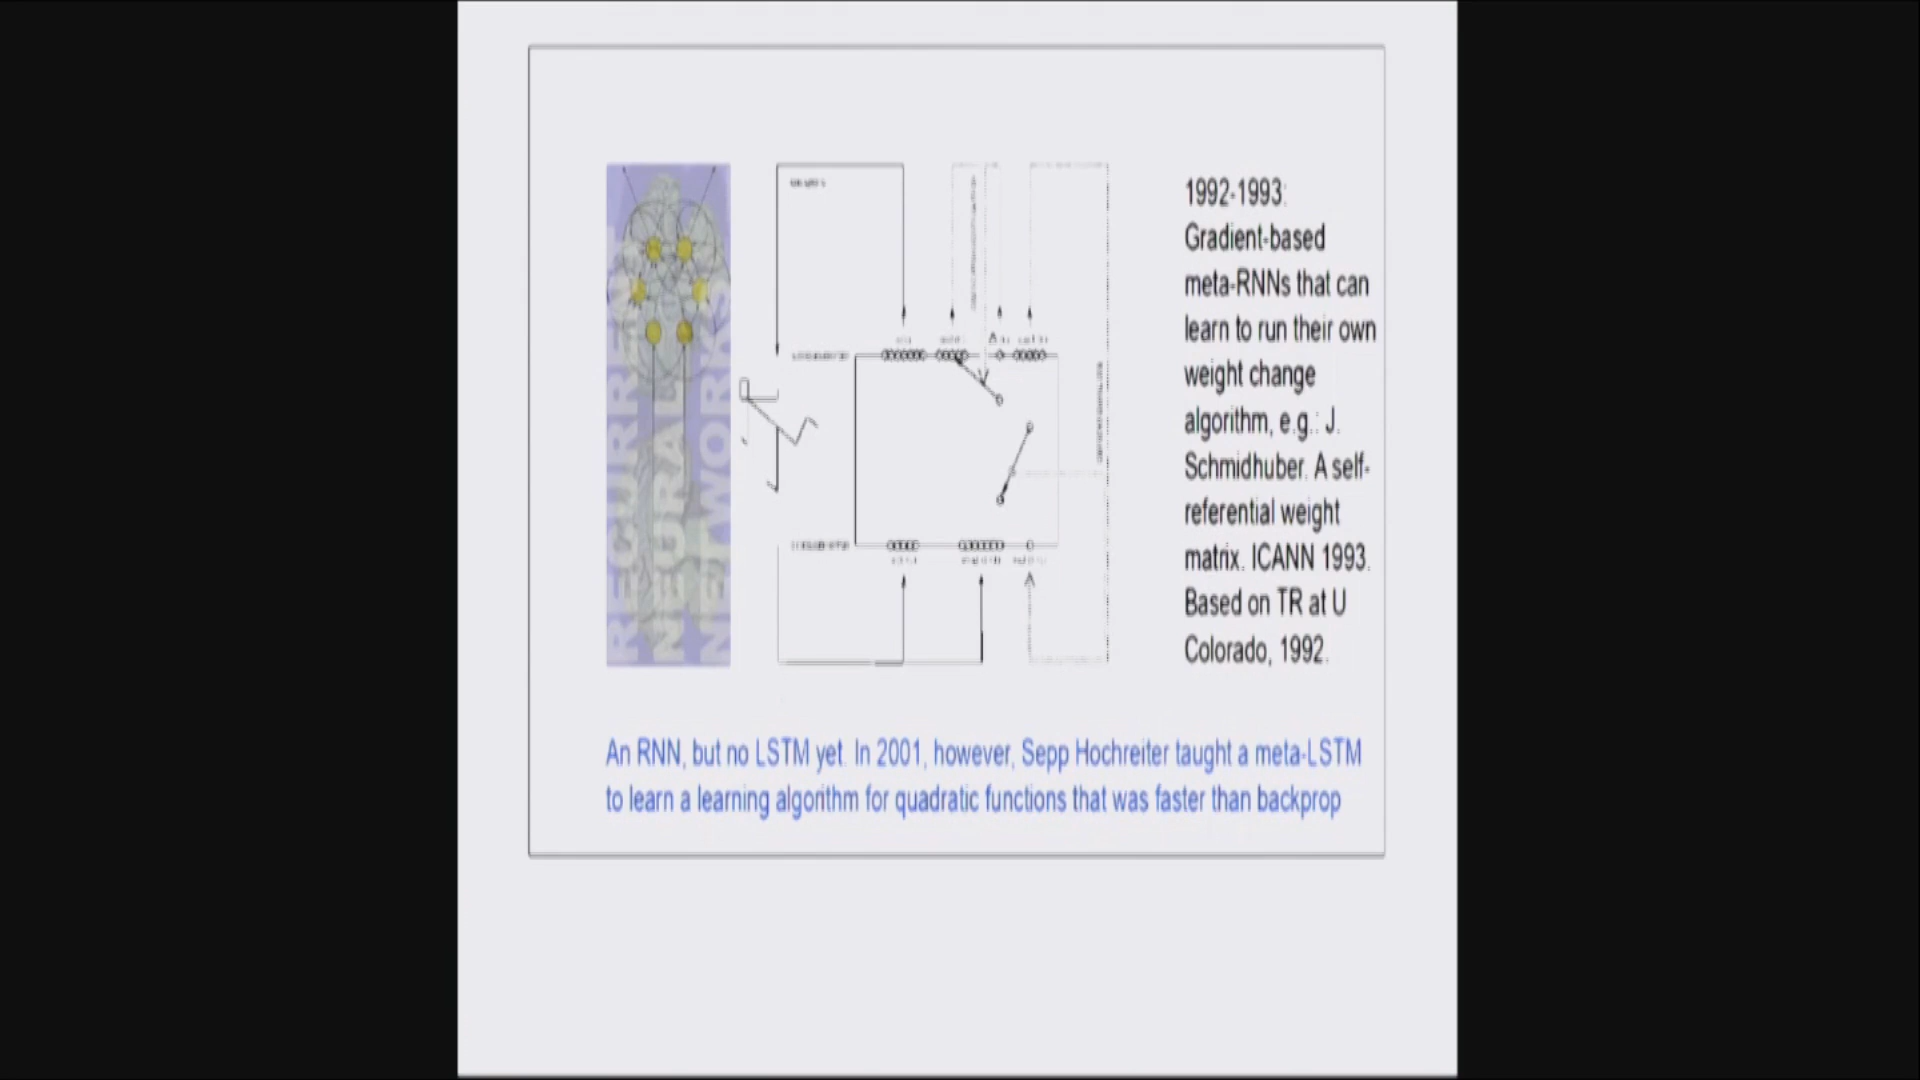 RECURRENT
NEURAL
NETWORKS
1992-1993:
Gradient-based
meta-RNNs that can
learn to run their own
weight change
algorithm, e.g.: J.
Schmidhuber. A self-
referential weight
matrix. ICANN 1993.
Based on TR at U
Colorado, 1992.
An RNN, but no LSTM yet. In 2001, however, Sepp Hochreiter taught a meta-LSTM
to learn a learning algorithm for quadratic functions that was faster than backprop